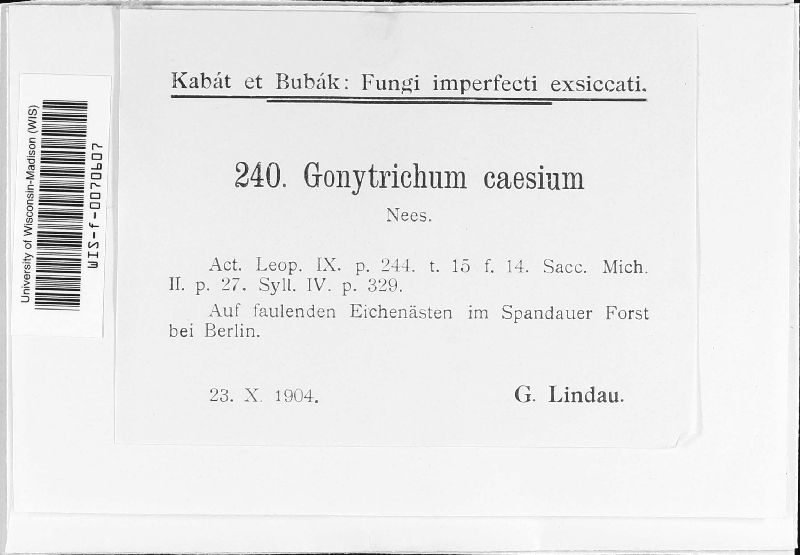 Kabát et Bubák: Fungi imperfecti exsiccati.
240. Gonytrichum caesium
Nees.
Act. Leop. IX. p. 244. t. 15 f. 14. Sacc. Mich.
II. p. 27. Syll. IV. p. 329.
Auf faulenden Eichenästen im Spandauer Forst
bei Berlin.
23. X. 1904.
G. Lindau.
University of Wisconsin-Madison (WIS)
WIS-f-0070607